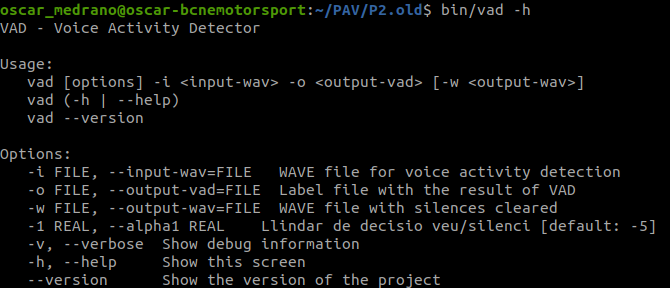 oscar_medrano@oscar-bcnemotorsport:~/PAV/P2.old$ bin/vad -h
VAD - Voice Activity Detector

Usage:
   vad [options] -i <input-wav> -o <output-vad> [-w <output-wav>]
   vad (-h | --help)
   vad --version

Options:
   -i FILE, --input-wav=FILE   WAVE file for voice activity detection
   -o FILE, --output-vad=FILE  Label file with the result of VAD
   -w FILE, --output-wav=FILE  WAVE file with silences cleared
   -1 REAL, --alpha1 REAL    Llindar de decisio veu/silenci [default: -5]
   -v, --verbose  Show debug information
   -h, --help     Show this screen
   --version      Show the version of the project